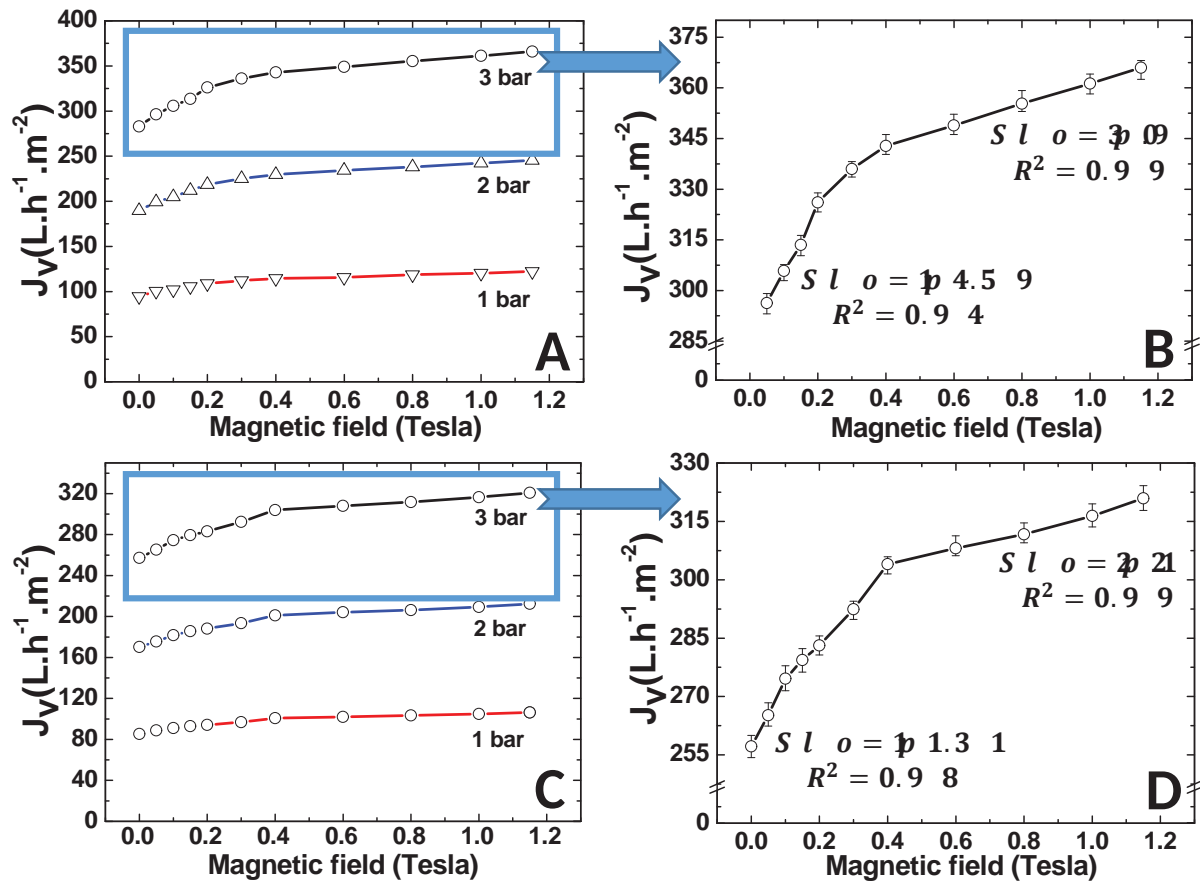 400
350
300
250
200
150
100
50
0
Jv(L.h⁻¹.m⁻²)
3 bar
2 bar
1 bar
A
0.0 0.2 0.4 0.6 0.8 1.0 1.2
Magnetic field (Tesla)
375
360
345
330
315
300
285
0
Jv(L.h⁻¹.m⁻²)
R² = 0.9 9
R² = 0.9 4
B
0.0 0.2 0.4 0.6 0.8 1.0 1.2
Magnetic field (Tesla)
320
280
240
200
160
120
80
40
0
Jv(L.h⁻¹.m⁻²)
3 bar
2 bar
1 bar
C
0.0 0.2 0.4 0.6 0.8 1.0 1.2
Magnetic field (Tesla)
330
315
300
285
270
255
0
Jv(L.h⁻¹.m⁻²)
R² = 0.9 9
R² = 0.9 8
D
0.0 0.2 0.4 0.6 0.8 1.0 1.2
Magnetic field (Tesla)